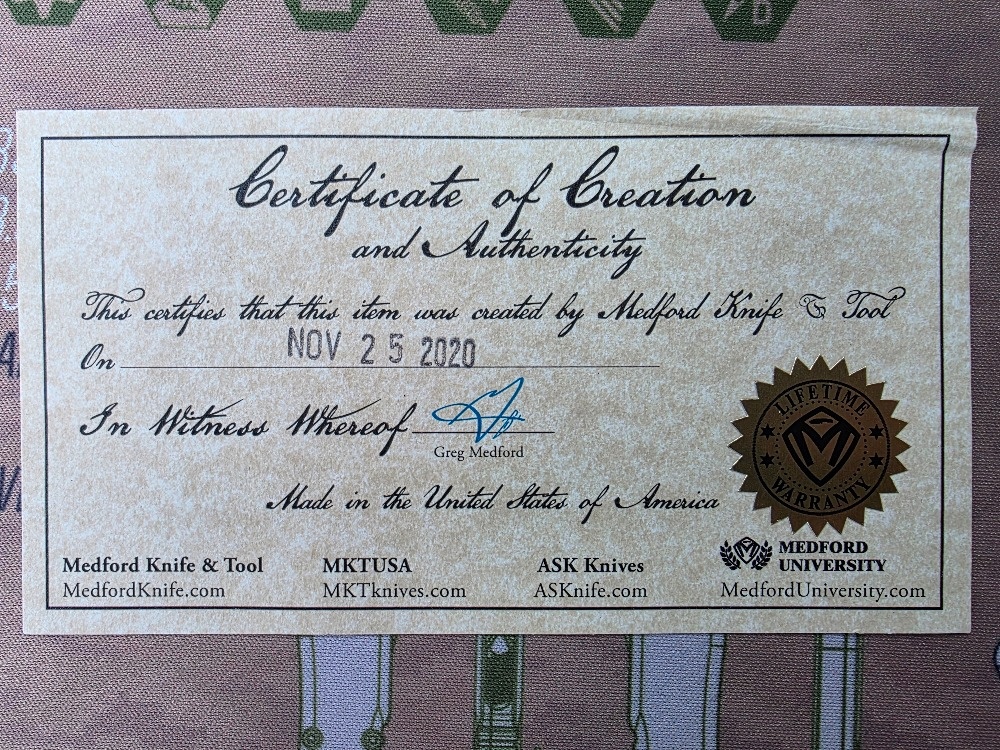 Certificate of Creation
and Authenticity
This certifies that this item was created by Medford Knife & Tool
On NOV 25 2020
In Witness Whereof
Greg Medford
Made in the United States of America
LIFETIME
WARRANTY
Medford Knife & Tool
MedfordKnife.com
MKTUSA
MKTknives.com
ASK Knives
ASKnife.com
MEDFORD
UNIVERSITY
MedfordUniversity.com